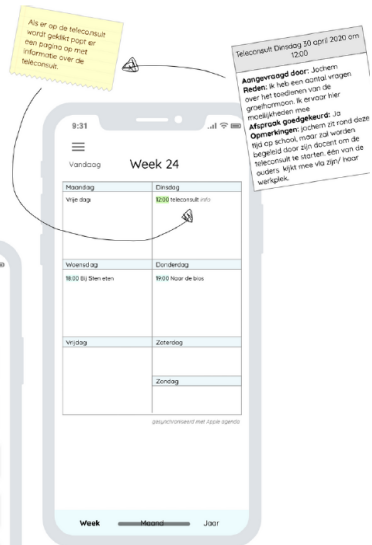 Als er op de teleconsult
wordt geklikt popt er
een pagina op met
informatie over de
teleconsult.
Teleconsult Dinsdag 30 april 2020 om
12:00
Aangevraagd door: Jochem
Reden: Ik heb een aantal vragen
over het toedienen van de
groeihormoon. Ik ervaar hier
moeilijkheden mee
Afspraak goedgekeurd: Ja
Opmerkingen: jochem zit rond deze
tijd op school, maar zal worden
begeleid door zijn docent om de
teleconsult te starten. één van de
ouders kijkt mee via zijn/ haar
werkplek.
9:31
Vandaag Week 24
Maandag Dinsdag
Vrije dag 12:00 teleconsult info
Woensdag Donderdag
18:00 Bij Sten eten 19:00 Naar de bios
Vrijdag Zaterdag
Zondag
gesynchroniseerd met Apple agenda
Week Maand Jaar